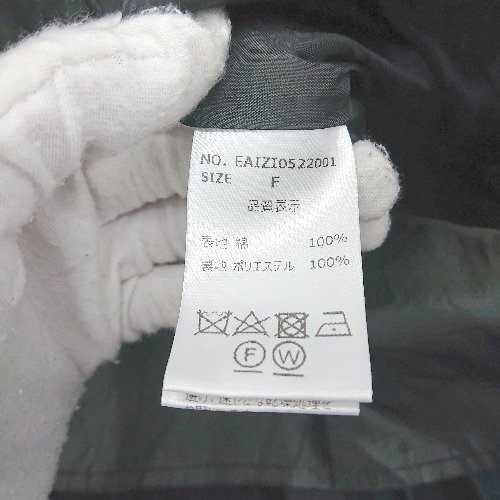 NO. EAIZI0522001
SIZE F
品質表示
表地 綿 100%
裏地 ポリエステル 100%
F W